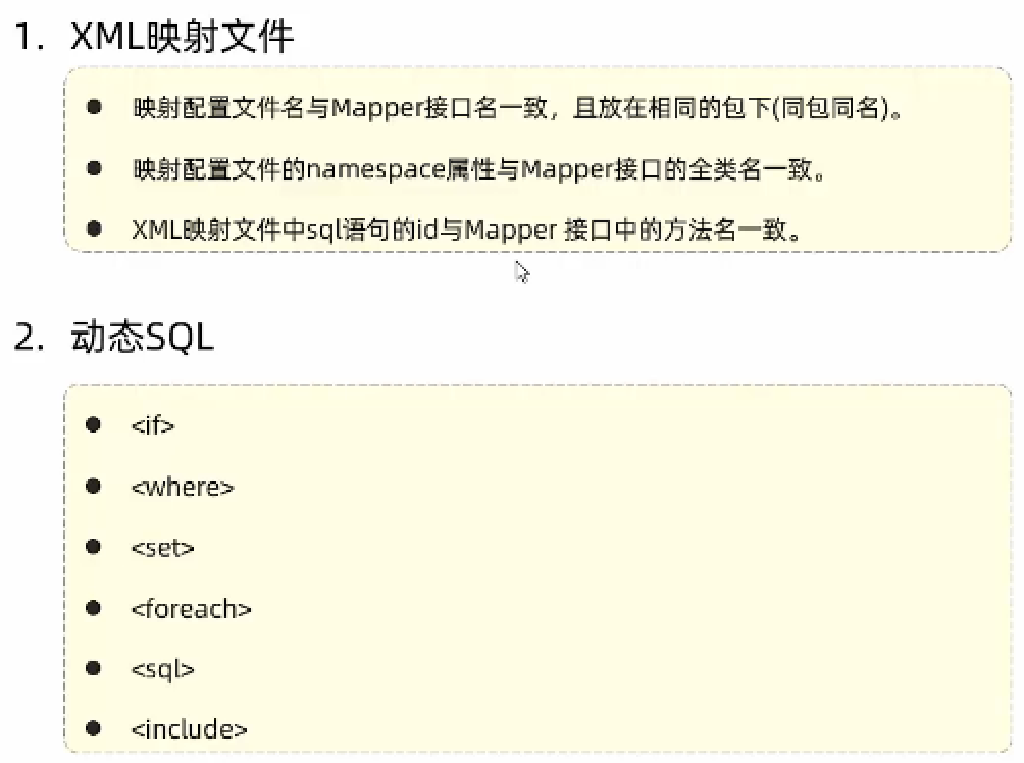 1. XML映射文件
● 映射配置文件名与Mapper接口名一致，且放在相同的包下(同包同名)。
● 映射配置文件的namespace属性与Mapper接口的全类名一致。
● XML映射文件中sql语句的id与Mapper 接口中的方法名一致。
2. 动态SQL
● <if>
● <where>
● <set>
● <foreach>
● <sql>
● <include>